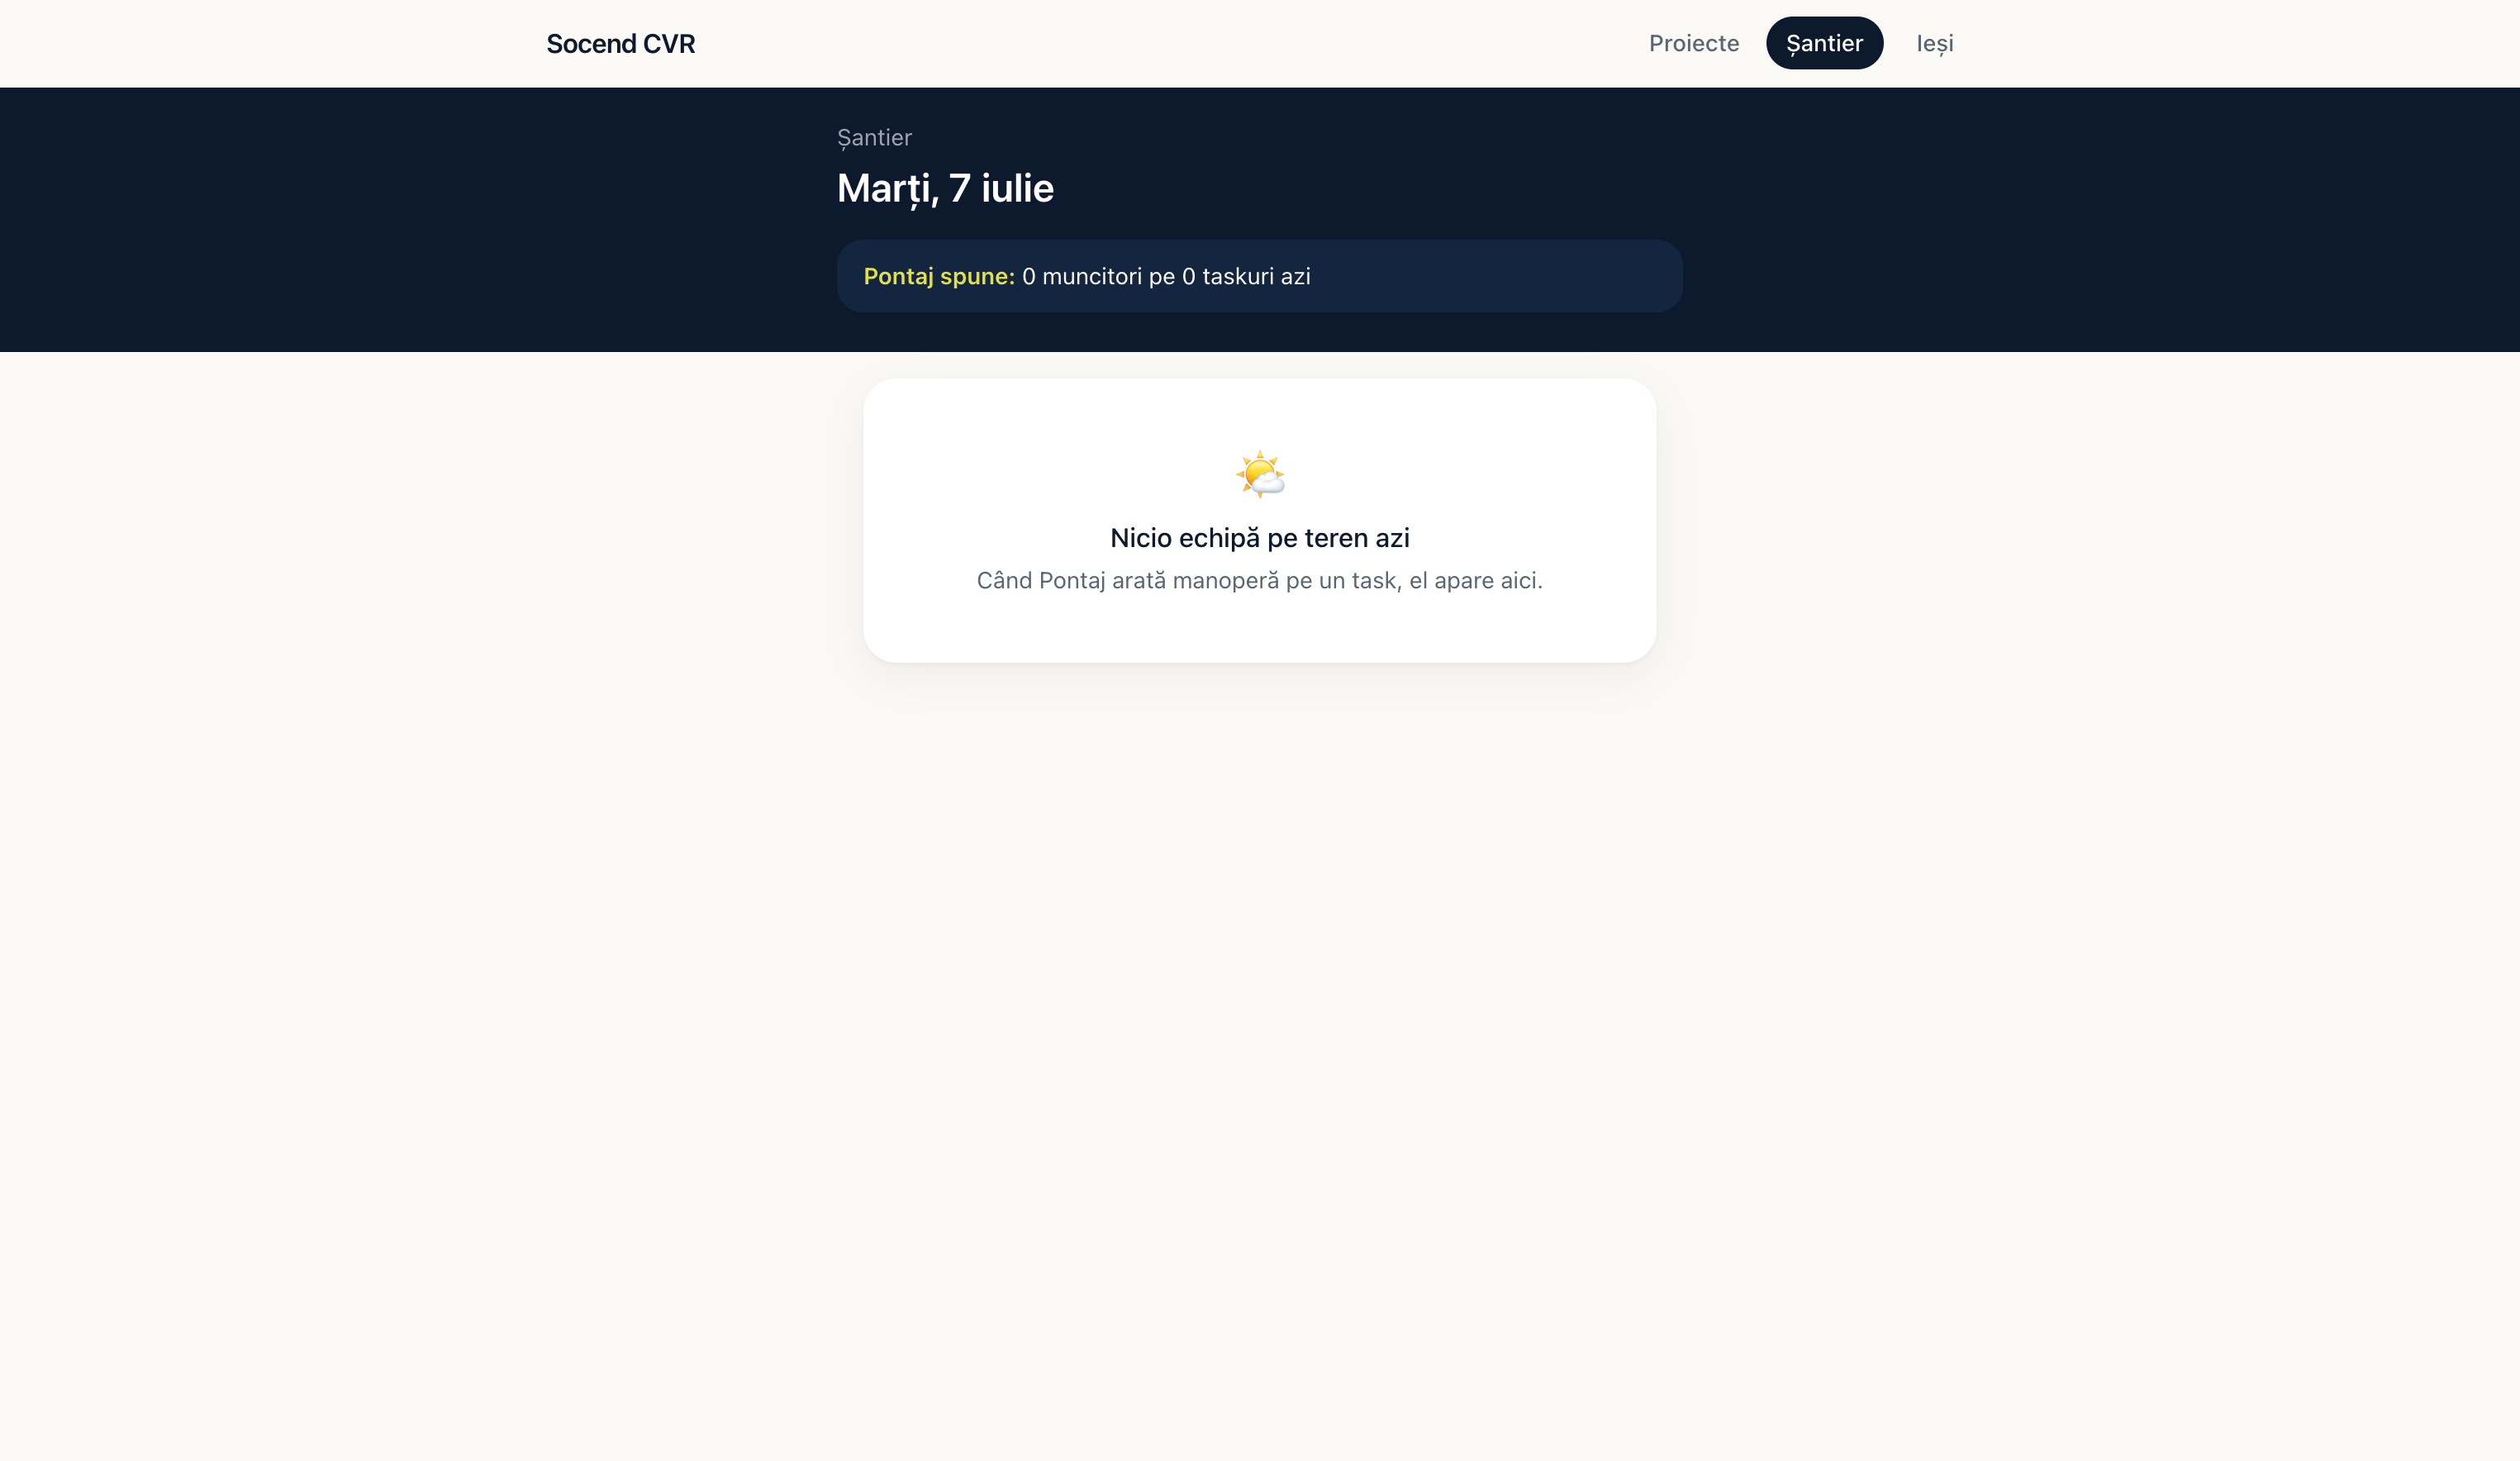 Socend CVR
Proiecte
Șantier
Ieși
Șantier
Marți, 7 iulie
Pontaj spune: 0 muncitori pe 0 taskuri azi
Nicio echipă pe teren azi
Când Pontaj arată manoperă pe un task, el apare aici.